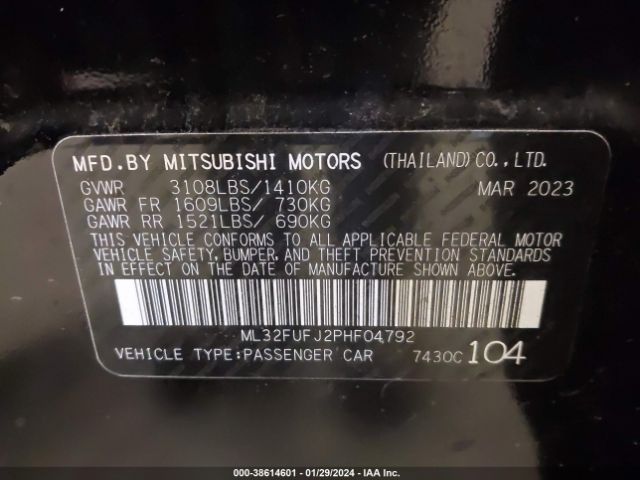 MFD.BY MITSUBISHI MOTORS (THAILAND)CO.,LTD.
GVWR 3108LBS/1410KG MAR 2023
GAWR FR 1609LBS/ 730KG
GAWR RR 1521LBS/ 690KG
THIS VEHICLE CONFORMS TO ALL APPLICABLE FEDERAL MOTOR
VEHICLE SAFETY, BUMPER, AND THEFT PREVENTION STANDARDS
IN EFFECT ON THE DATE OF MANUFACTURE SHOWN ABOVE.
ML32FUFJ2PHF04792
VEHICLE TYPE:PASSENGER CAR 7430C 104
000-38614601 - 01/29/2024 - IAA Inc.